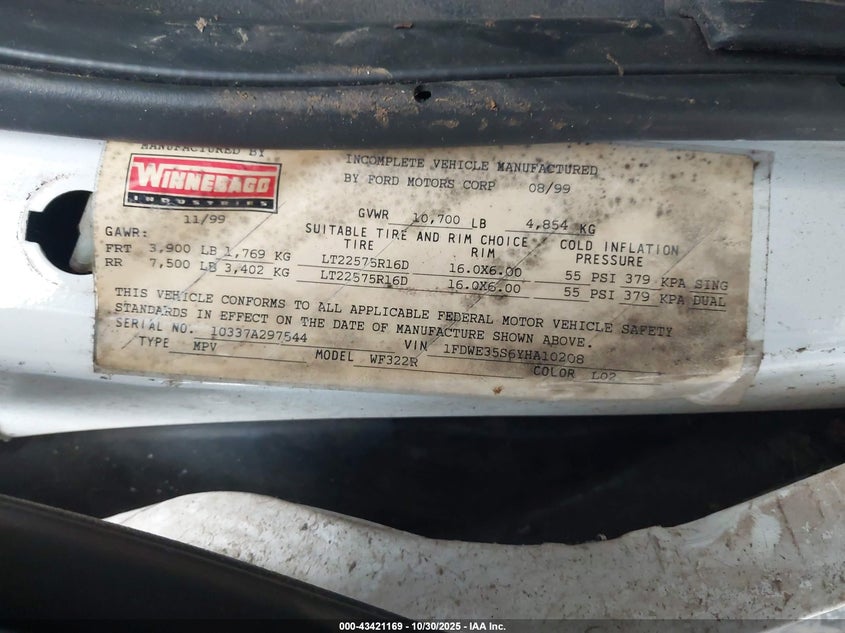 MANUFACTURED BY
WINNEBAGO
INDUSTRIES
11/99
INCOMPLETE VEHICLE MANUFACTURED
BY FORD MOTORS CORP 08/99
GVWR 10,700 LB 4,854 KG
GAWR: SUITABLE TIRE AND RIM CHOICE COLD INFLATION
TIRE RIM PRESSURE
FRT 3,900 LB 1,769 KG LT22575R16D 16.0X6.00 55 PSI 379 KPA SING
RR 7,500 LB 3,402 KG LT22575R16D 16.0X6.00 55 PSI 379 KPA DUAL
THIS VEHICLE CONFORMS TO ALL APPLICABLE FEDERAL MOTOR VEHICLE SAFETY
STANDARDS IN EFFECT ON THE DATE OF MANUFACTURE SHOWN ABOVE.
SERIAL NO. 10337A297544 VIN 1FDWE35S6YHA10208
TYPE MPV MODEL WF322R COLOR L02
000-43421169 - 10/30/2025 - IAA Inc.